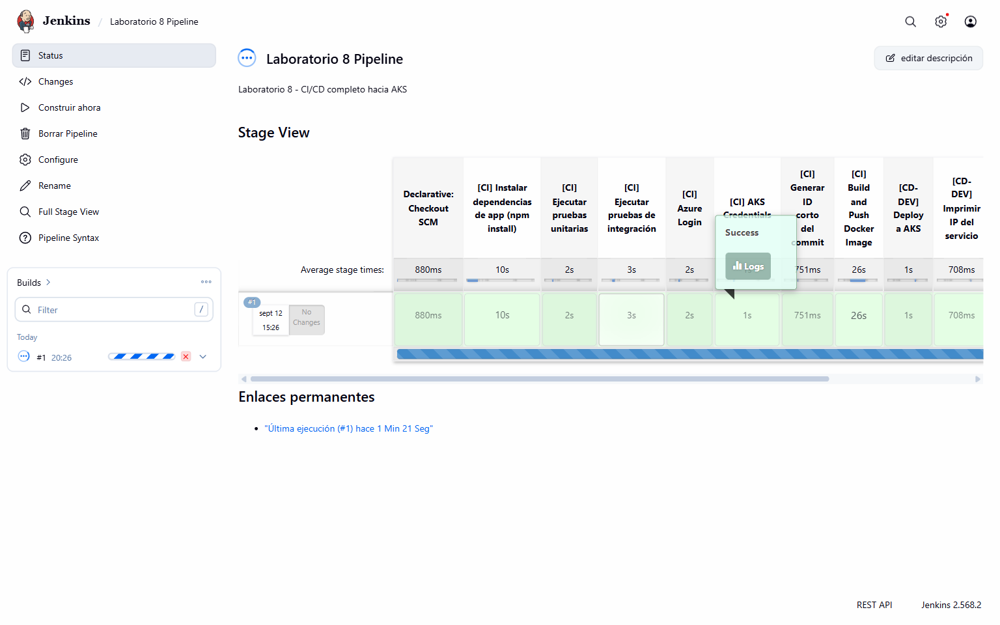 Jenkins / Laboratorio 8 Pipeline
Status
Changes
Construir ahora
Borrar Pipeline
Configure
Rename
Full Stage View
Pipeline Syntax
Builds
Filter /
Today
#1 20:26
Laboratorio 8 Pipeline
editar descripción
Laboratorio 8 - CI/CD completo hacia AKS
Stage View
Declarative:
Checkout
SCM
[CI] Instalar
dependencias
de app (npm
install)
[CI]
Ejecutar
pruebas
unitarias
[CI]
Ejecutar
pruebas de
integración
[CI]
Azure
Login
[CI] AKS
Credentials
[CI]
Generar
ID
corto
del
commit
[CI]
Build
and
Push
Docker
Image
[CD-
DEV]
Deploy
a AKS
[CD-
DEV]
Imprimir
IP del
servicio
Success
Logs
Average stage times:
880ms 10s 2s 3s 2s 1s 751ms 26s 1s 708ms
#1
sept 12
15:26
No
Changes
880ms 10s 2s 3s 2s 1s 751ms 26s 1s 708ms
Enlaces permanentes
"Última ejecución (#1) hace 1 Min 21 Seg"
REST API
Jenkins 2.568.2